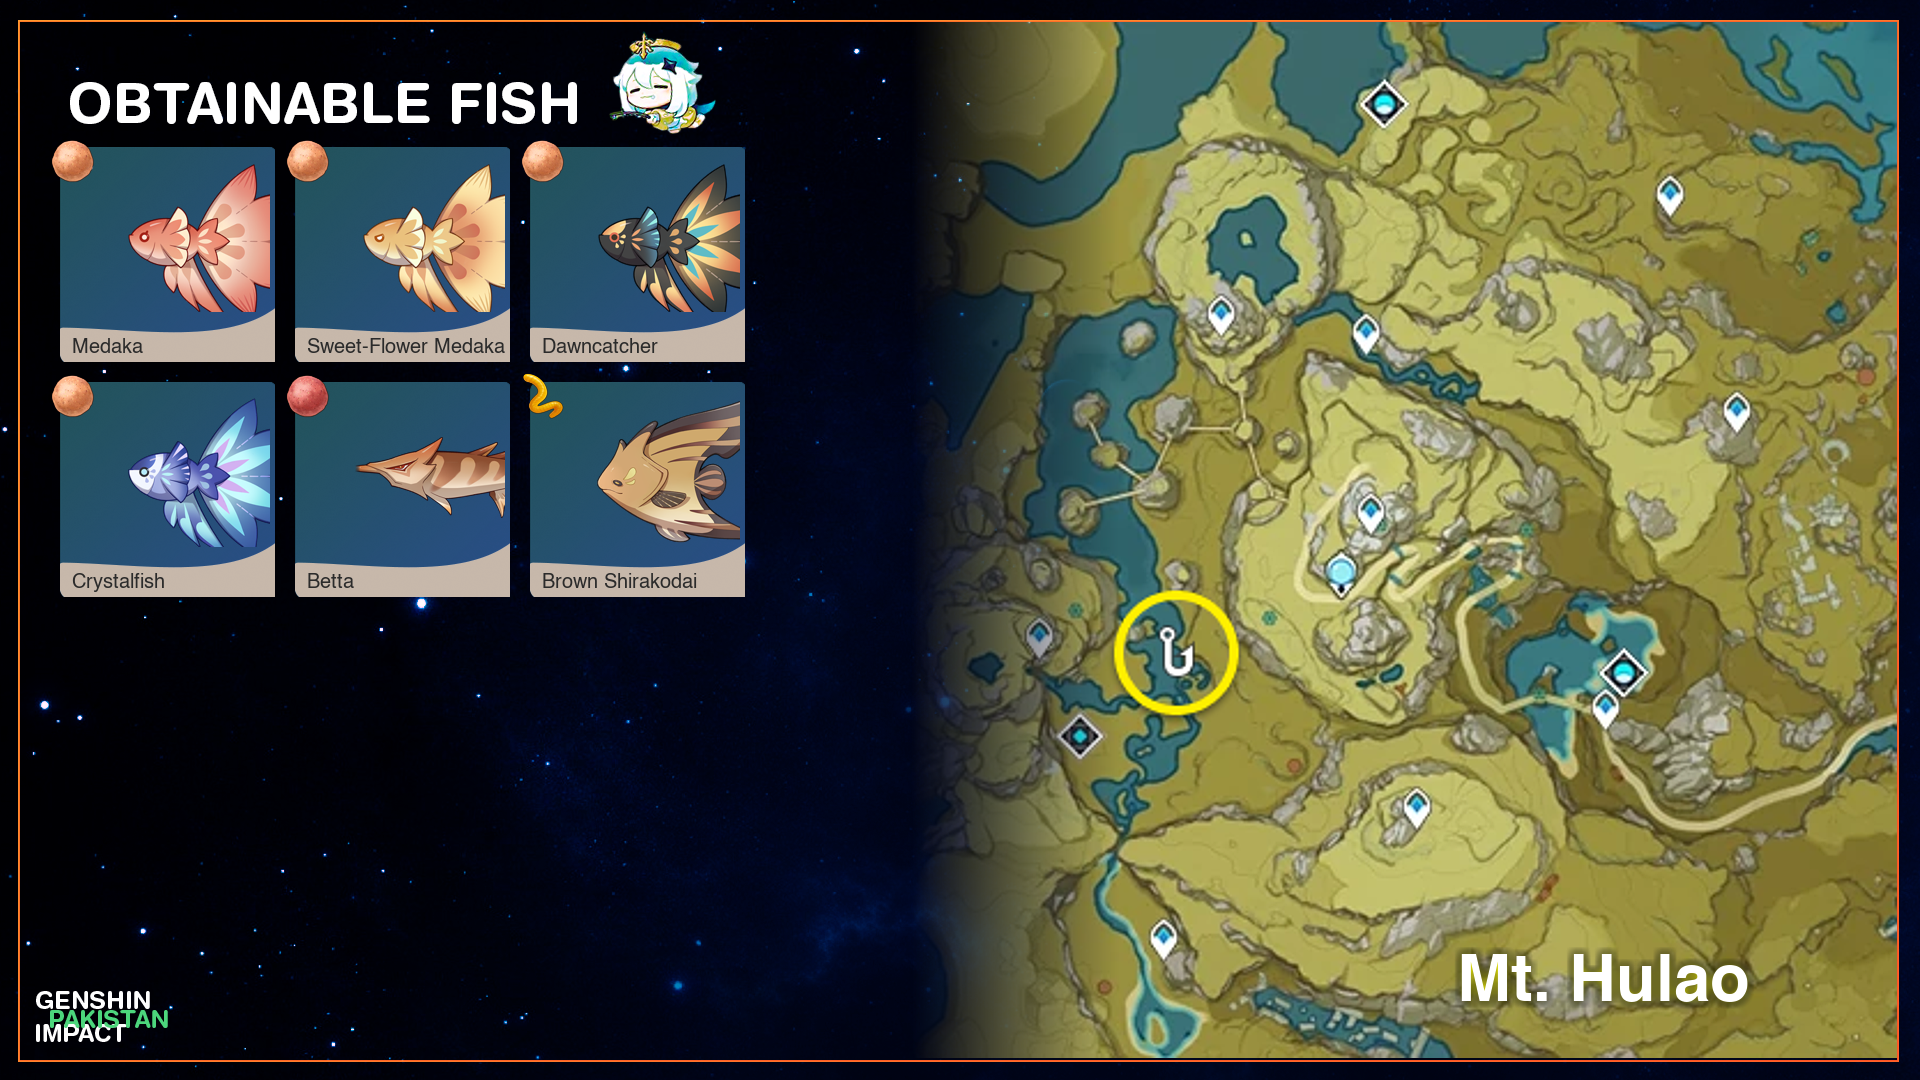 OBTAINABLE FISH
Medaka
Sweet-Flower Medaka
Dawncatcher
Crystalfish
Betta
Brown Shirakodai
Mt. Hulao
GENSHIN
PAKISTAN
IMPACT